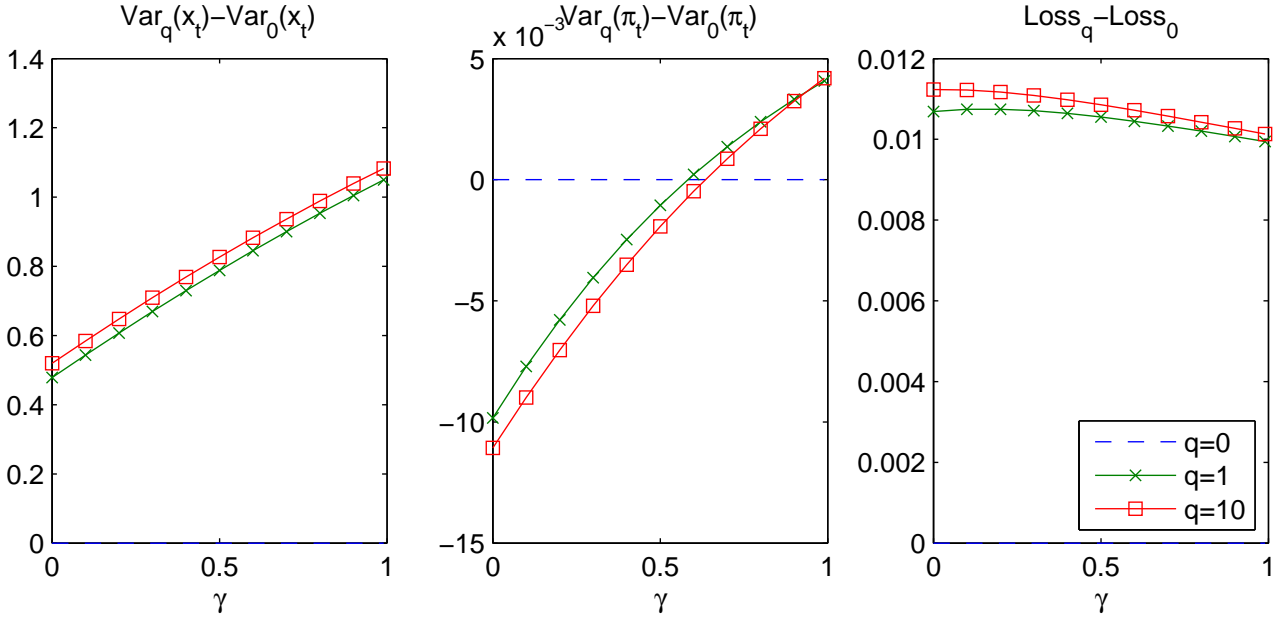 Var_q(x_t)−Var_0(x_t)
1.4
1.2
1
0.8
0.6
0.4
0.2
0
0 0.5 1
γ
x 10^−3 Var_q(π_t)−Var_0(π_t)
5
0
−5
−10
−15
0 0.5 1
γ
Loss_q−Loss_0
0.012
0.01
0.008
0.006
0.004
0.002
0
0 0.5 1
γ
q=0
q=1
q=10